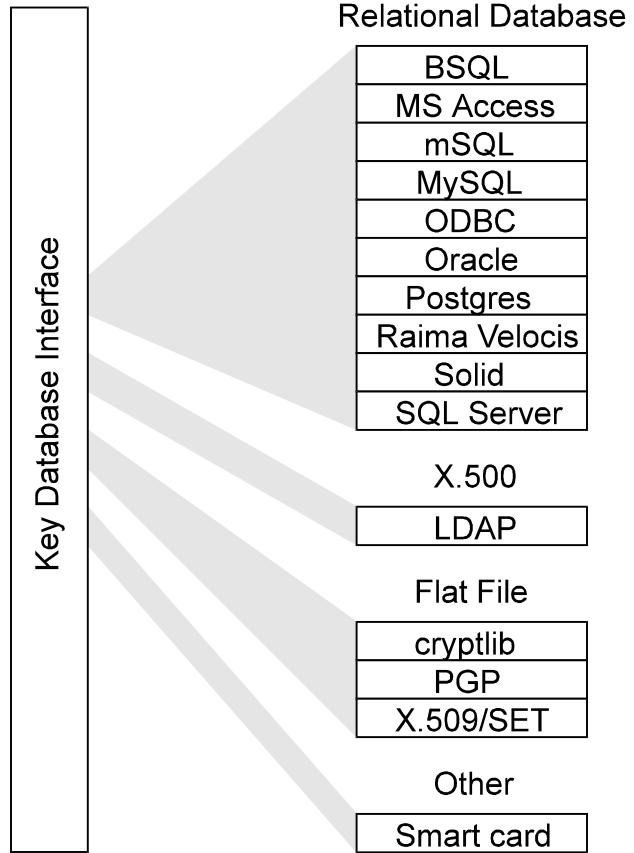 Relational Database
BSQL
MS Access
mSQL
MySQL
ODBC
Oracle
Postgres
Raima Velocis
Solid
SQL Server
Key Database Interface
X.500
LDAP
Flat File
cryptlib
PGP
X.509/SET
Other
Smart card